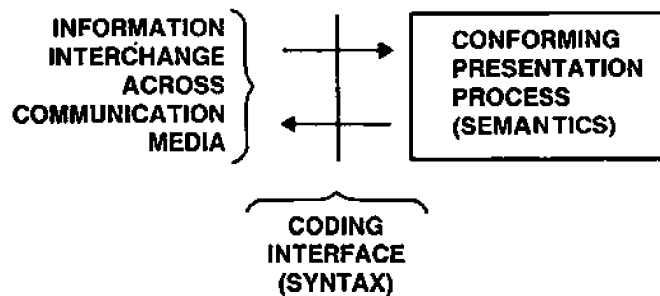 INFORMATION
INTERCHANGE
ACROSS
COMMUNICATION
MEDIA
CONFORMING
PRESENTATION
PROCESS
(SEMANTICS)
CODING
INTERFACE
(SYNTAX)